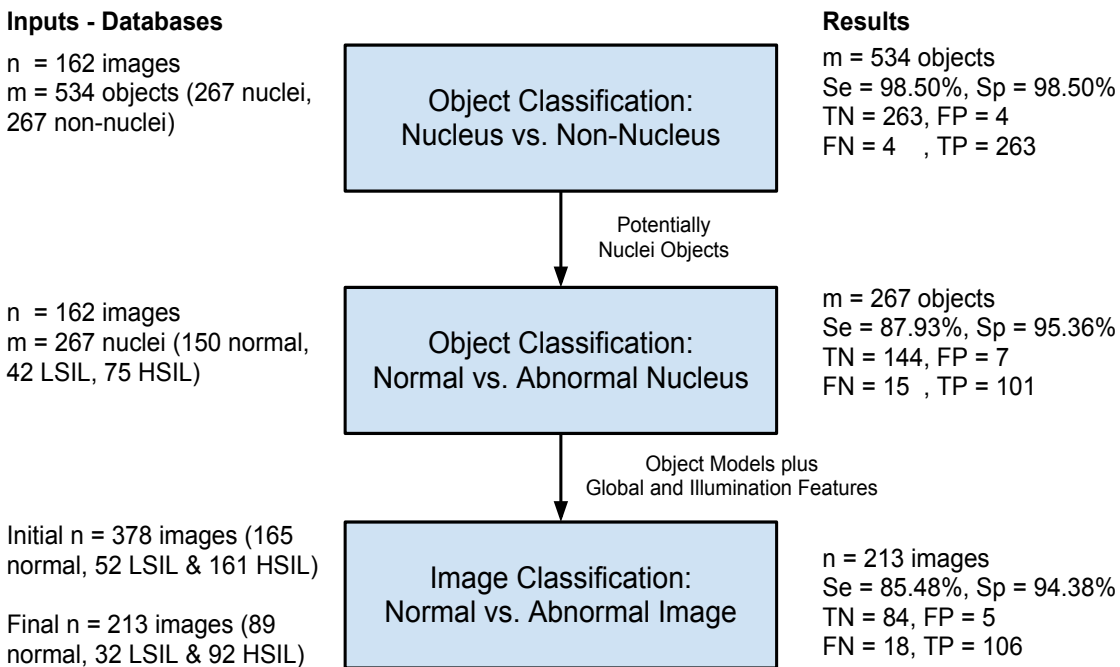 Inputs - Databases
n = 162 images
m = 534 objects (267 nuclei,
267 non-nuclei)
Object Classification:
Nucleus vs. Non-Nucleus
Results
m = 534 objects
Se = 98.50%, Sp = 98.50%
TN = 263, FP = 4
FN = 4 , TP = 263
Potentially
Nuclei Objects
n = 162 images
m = 267 nuclei (150 normal,
42 LSIL, 75 HSIL)
Object Classification:
Normal vs. Abnormal Nucleus
m = 267 objects
Se = 87.93%, Sp = 95.36%
TN = 144, FP = 7
FN = 15 , TP = 101
Object Models plus
Global and Illumination Features
Initial n = 378 images (165
normal, 52 LSIL & 161 HSIL)
Final n = 213 images (89
normal, 32 LSIL & 92 HSIL)
Image Classification:
Normal vs. Abnormal Image
n = 213 images
Se = 85.48%, Sp = 94.38%
TN = 84, FP = 5
FN = 18, TP = 106